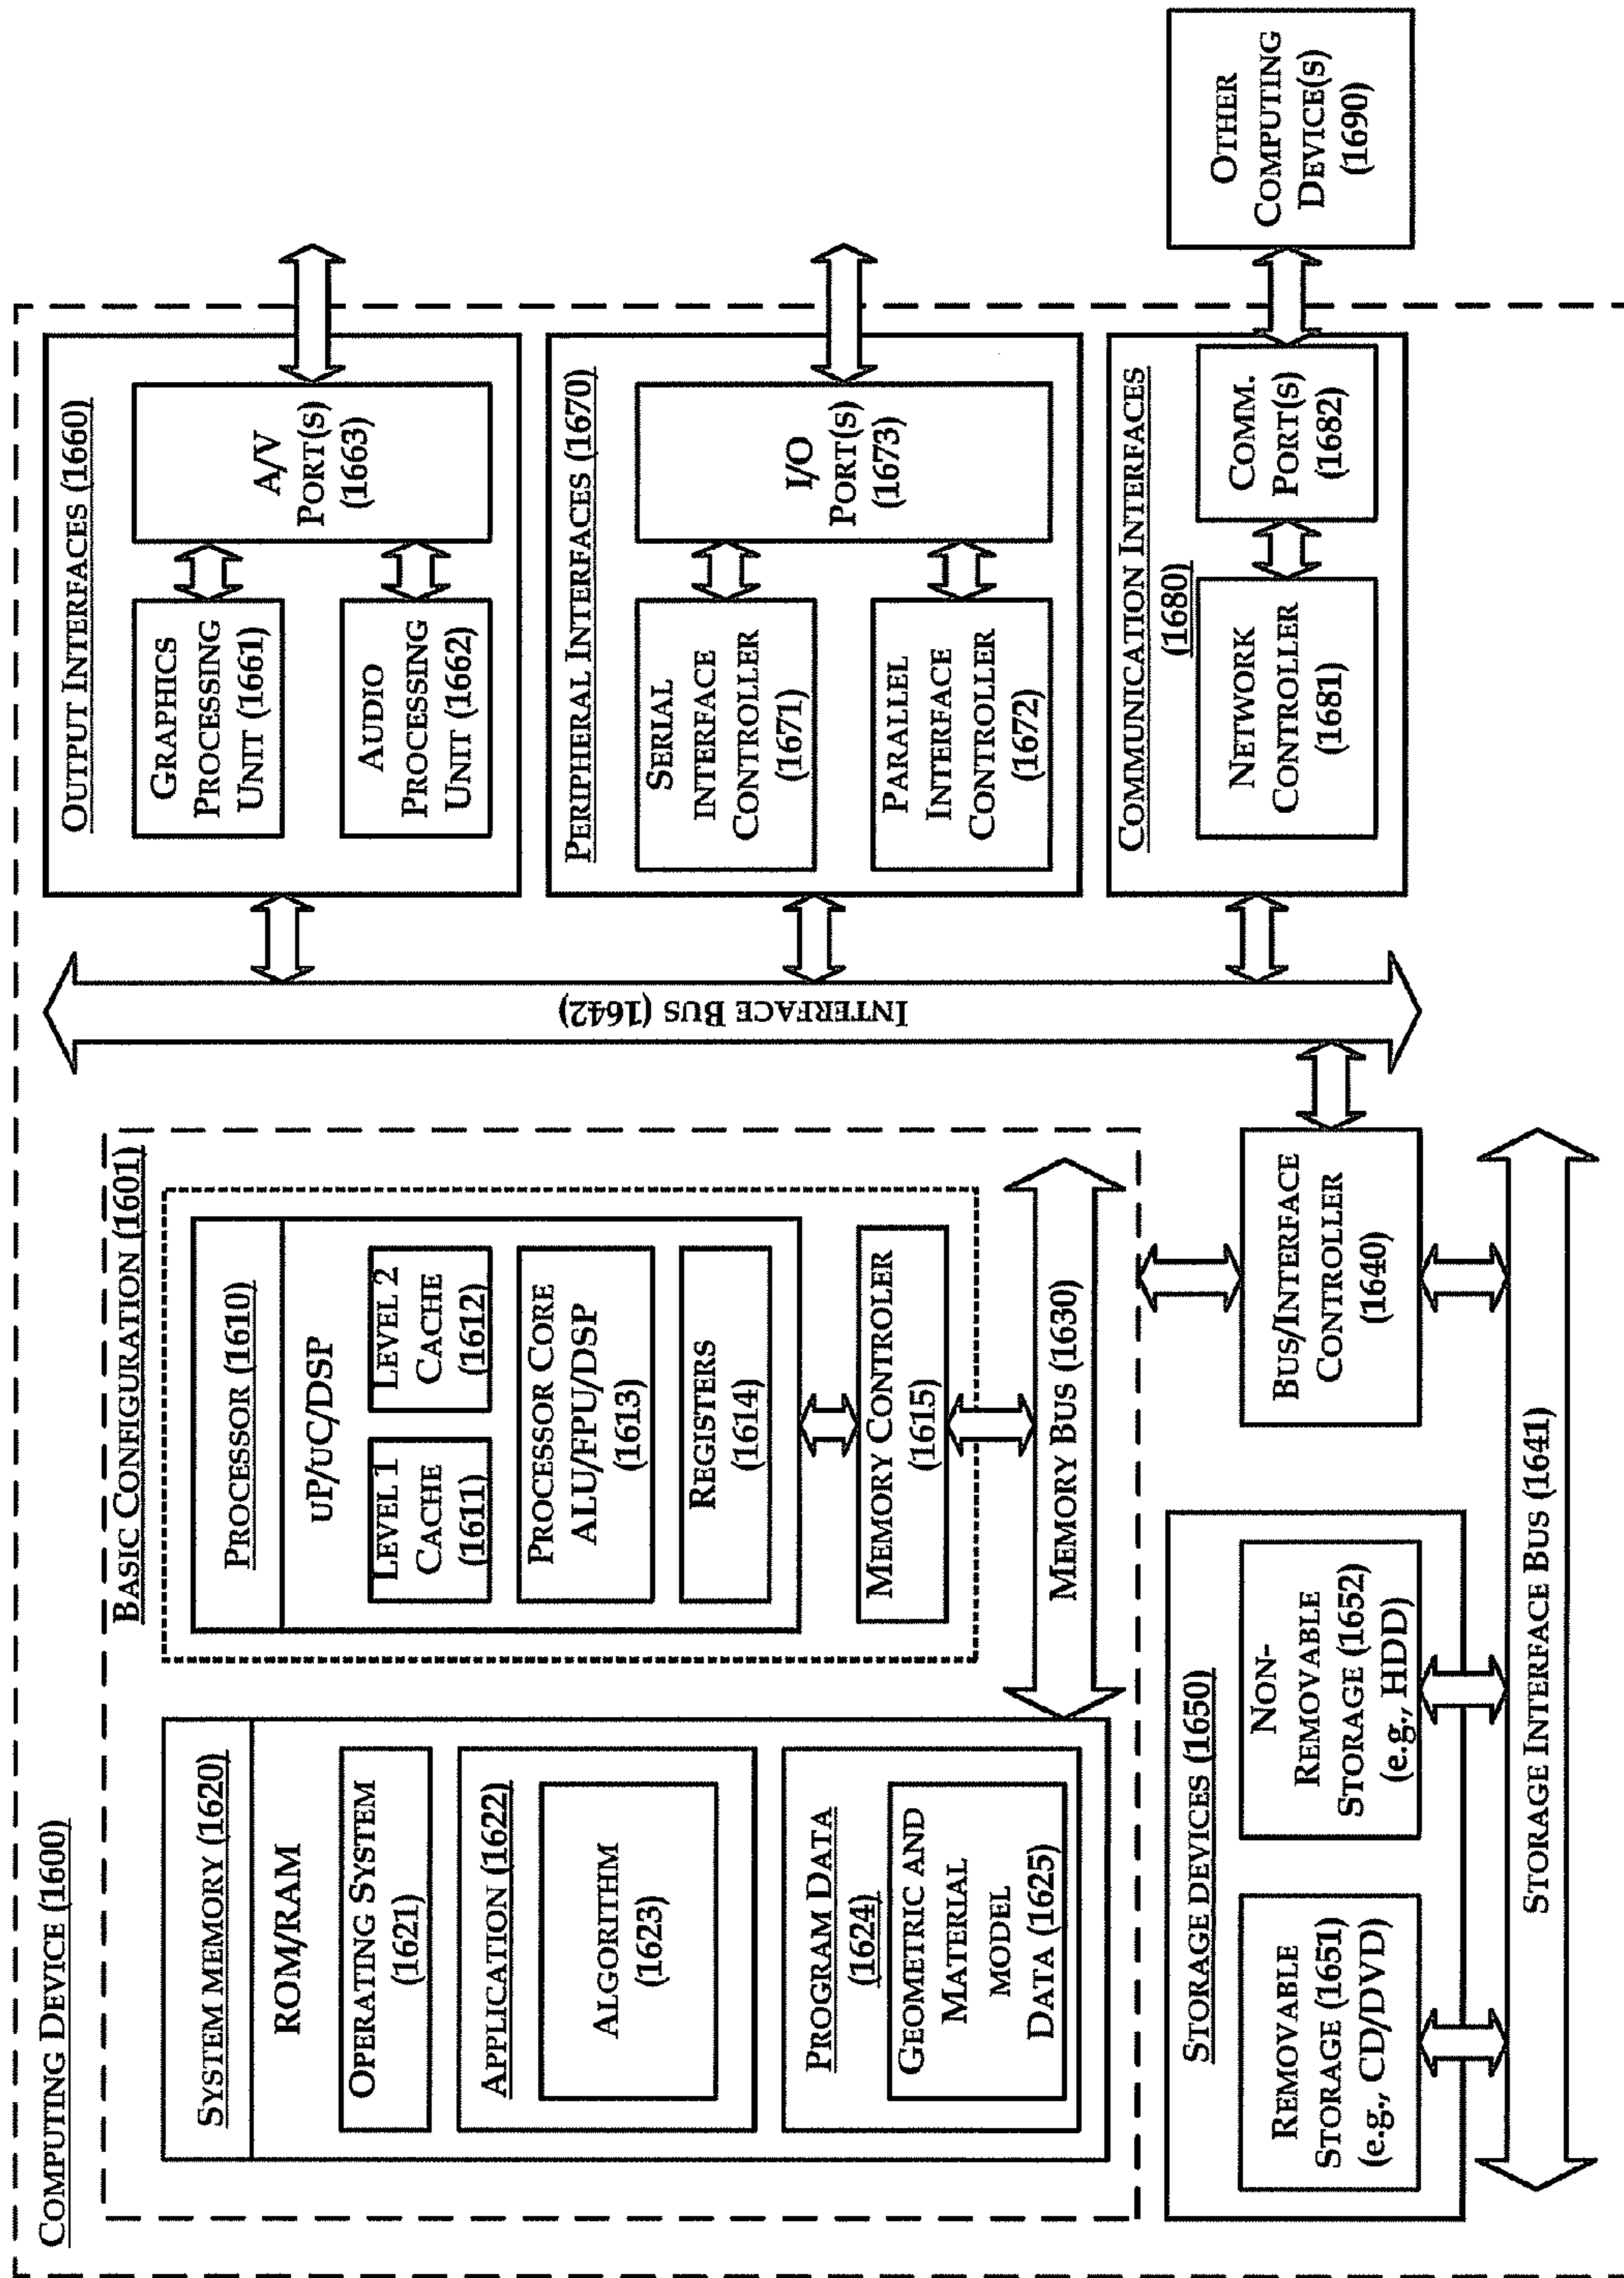 COMPUTING DEVICE (1600)
BASIC CONFIGURATION (1601)
SYSTEM MEMORY (1620)
ROM/RAM
OPERATING SYSTEM
(1621)
APPLICATION (1622)
ALGORITHM
(1623)
PROGRAM DATA
(1624)
GEOMETRIC AND
MATERIAL
MODEL
DATA (1625)
PROCESSOR (1610)
uP/uC/DSP
LEVEL 1
CACHE
(1611)
LEVEL 2
CACHE
(1612)
PROCESSOR CORE
ALU/FPU/DSP
(1613)
REGISTERS
(1614)
MEMORY CONTROLLER
(1615)
MEMORY BUS (1630)
STORAGE DEVICES (1650)
REMOVABLE
STORAGE (1651)
(e.g., CD/DVD)
NON-
REMOVABLE
STORAGE (1652)
(e.g., HDD)
BUS/INTERFACE
CONTROLLER
(1640)
STORAGE INTERFACE BUS (1641)
INTERFACE BUS (1642)
OUTPUT INTERFACES (1660)
GRAPHICS
PROCESSING
UNIT (1661)
AUDIO
PROCESSING
UNIT (1662)
A/V
PORT(S)
(1663)
PERIPHERAL INTERFACES (1670)
SERIAL
INTERFACE
CONTROLLER
(1671)
PARALLEL
INTERFACE
CONTROLLER
(1672)
I/O
PORT(S)
(1673)
COMMUNICATION INTERFACES
(1680)
NETWORK
CONTROLLER
(1681)
COMM.
PORT(S)
(1682)
OTHER
COMPUTING
DEVICE(S)
(1690)